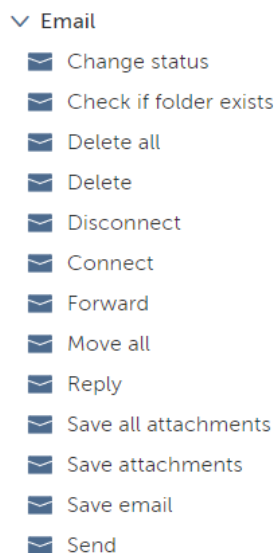 Email
Change status
Check if folder exists
Delete all
Delete
Disconnect
Connect
Forward
Move all
Reply
Save all attachments
Save attachments
Save email
Send